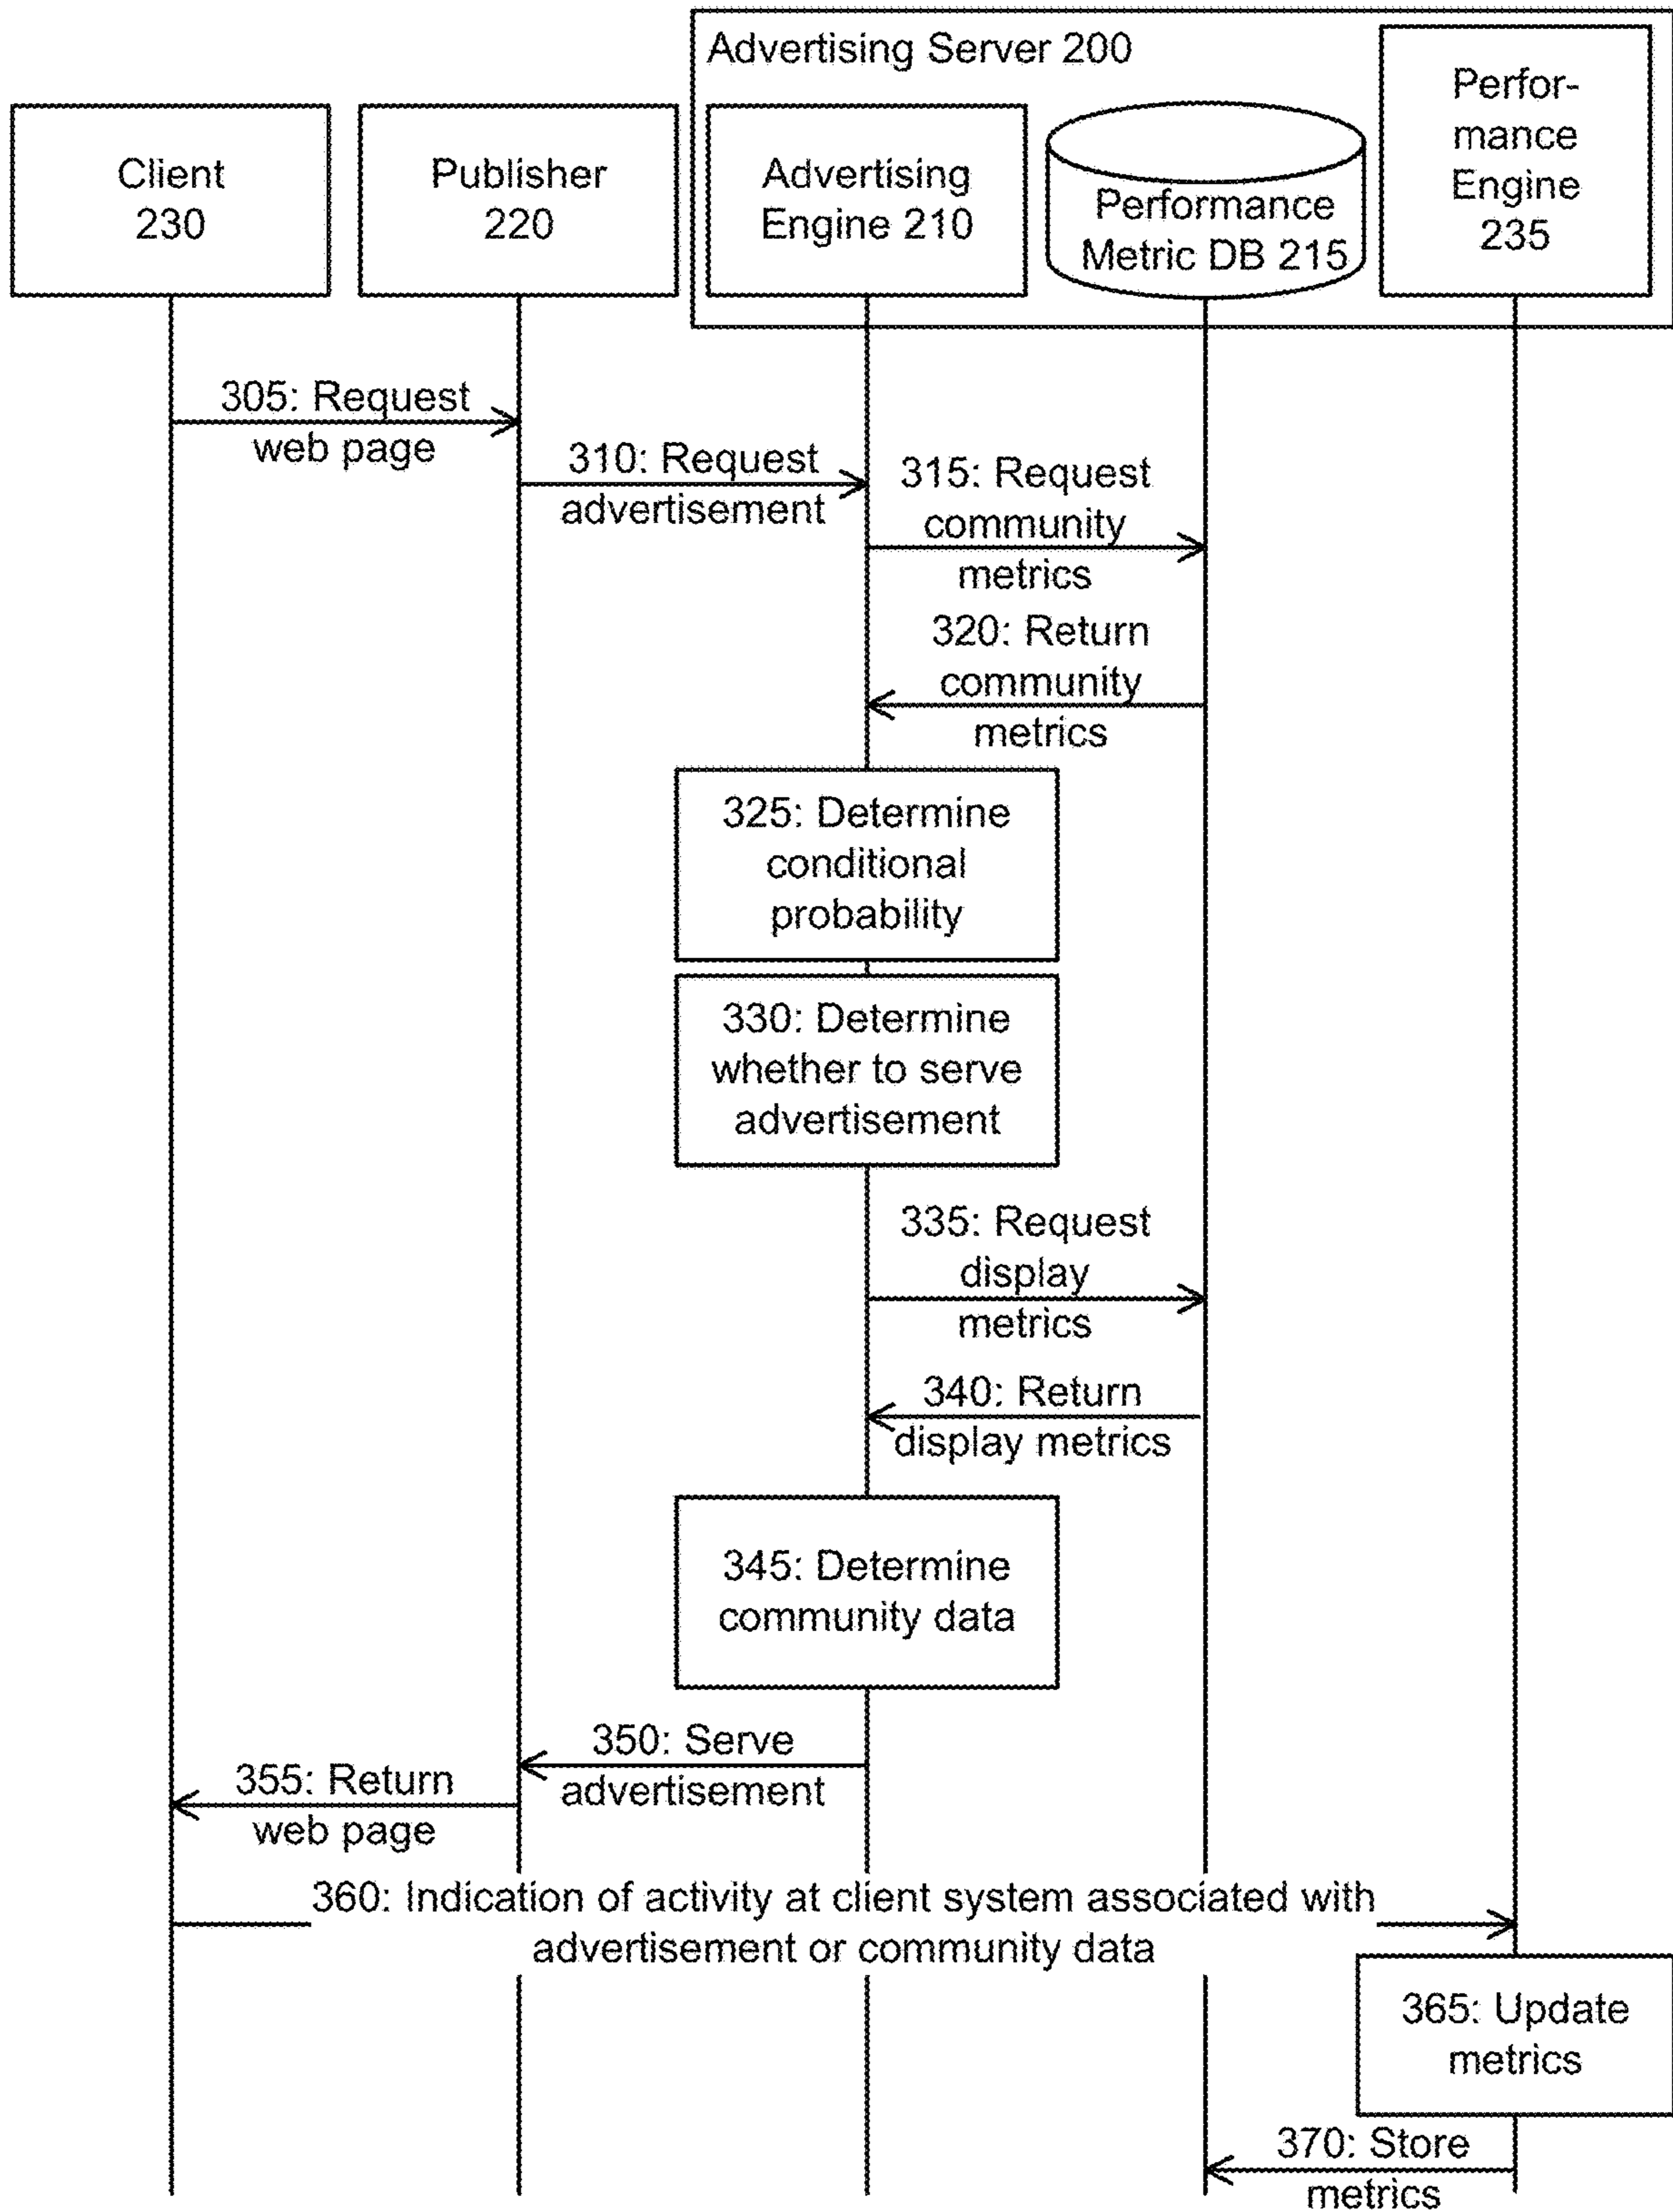 Advertising Server 200
Client
230
Publisher
220
Advertising
Engine 210
Performance
Metric DB 215
Perfor-
mance
Engine
235
305: Request
web page
310: Request
advertisement
315: Request
community
metrics
320: Return
community
metrics
325: Determine
conditional
probability
330: Determine
whether to serve
advertisement
335: Request
display
metrics
340: Return
display metrics
345: Determine
community data
350: Serve
advertisement
355: Return
web page
360: Indication of activity at client system associated with
advertisement or community data
365: Update
metrics
370: Store
metrics